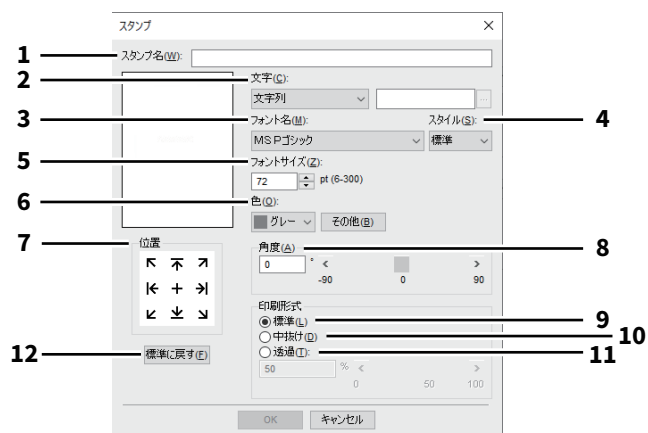 スタンプ ×
1 スタンプ名(W):
2 文字(C):
文字列 ...
3 フォント名(M): スタイル(S): 4
MS Pゴシック 標準
5 フォントサイズ(Z):
72 pt (6-300)
6 色(O):
グレー その他(B)
7 位置 角度(A) 8
0 ° < >
-90 0 90
印刷形式
標準(L) 9
中抜け(D) 10
透過(T): 11
12 標準に戻す(F) 50 % < >
0 50 100
OK キャンセル